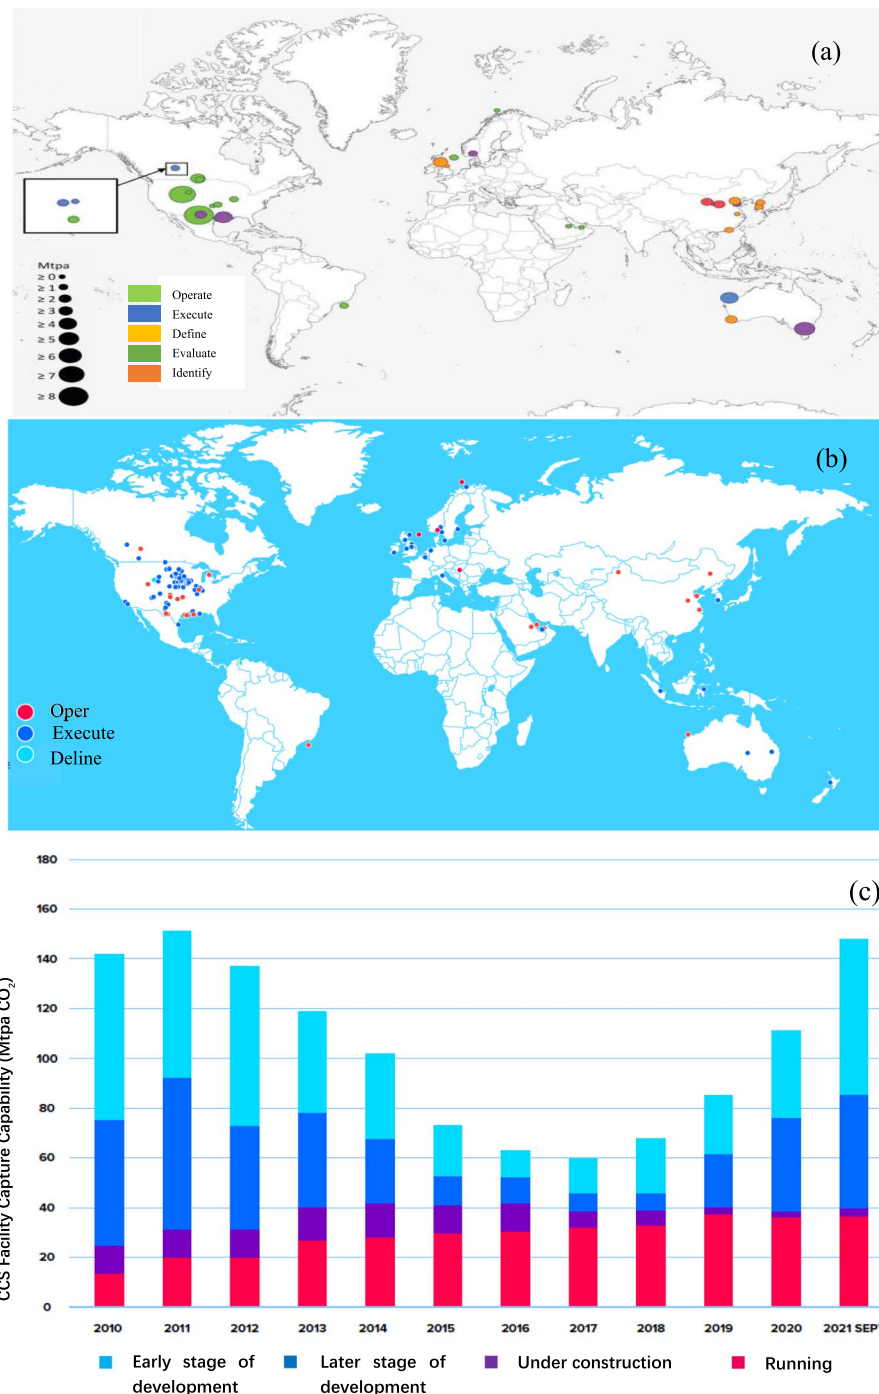 (a)
Mtpa
≥ 0
≥ 1
≥ 2
≥ 3
≥ 4
≥ 5
≥ 6
≥ 7
≥ 8
Operate
Execute
Define
Evaluate
Identify
(b)
Oper
Execute
Deline
(c)
CCS Facility Capture Capability (Mtpa CO₂)
180
160
140
120
100
80
60
40
20
0
2010 2011 2012 2013 2014 2015 2016 2017 2018 2019 2020 2021 SEPT
Early stage of
development
Later stage of
development
Under construction
Running